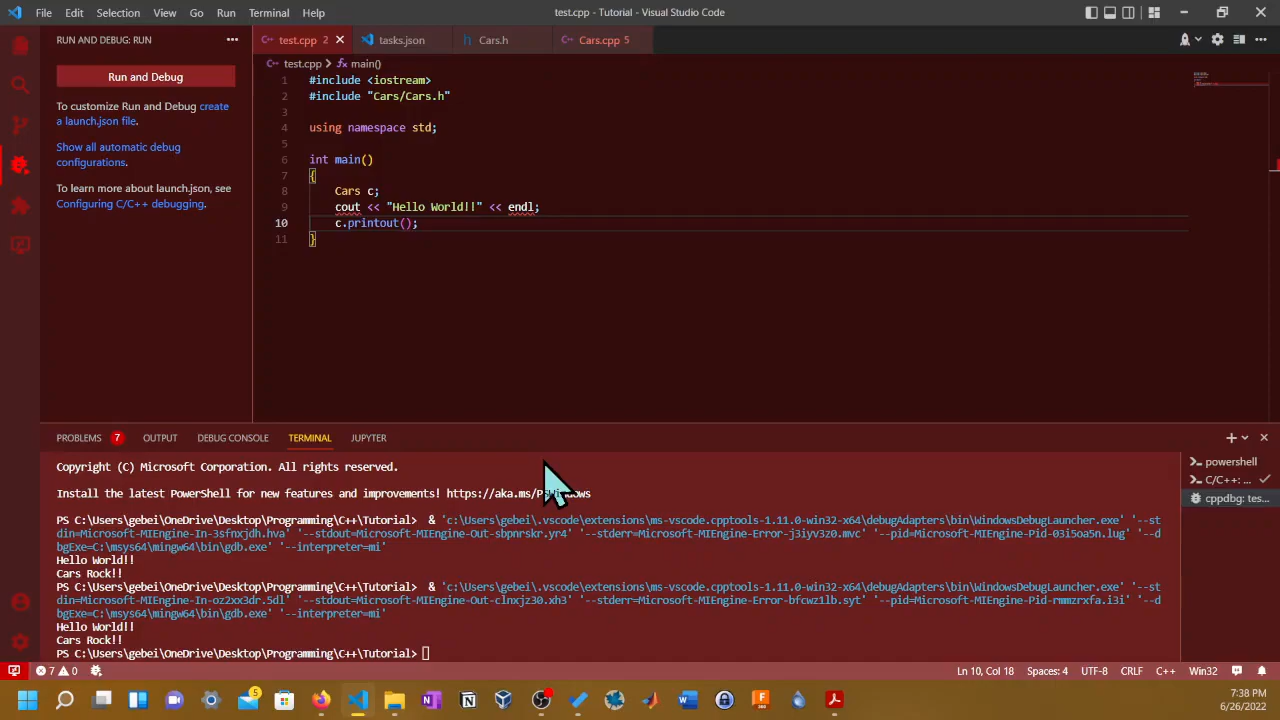 File Edit Selection View Go Run Terminal Help
test.cpp - Tutorial - Visual Studio Code
RUN AND DEBUG: RUN
test.cpp 2
tasks.json
Cars.h
Cars.cpp 5
test.cpp > main()
Run and Debug
To customize Run and Debug create
a launch.json file.
Show all automatic debug
configurations.
To learn more about launch.json, see
Configuring C/C++ debugging.
1 #include <iostream>
2 #include "Cars/Cars.h"
3
4 using namespace std;
5
6 int main()
7 {
8 Cars c;
9 cout << "Hello World!!" << endl;
10 c.printout();
11 }
PROBLEMS 7 OUTPUT DEBUG CONSOLE TERMINAL JUPYTER
Copyright (C) Microsoft Corporation. All rights reserved.
Install the latest PowerShell for new features and improvements! https://aka.ms/PSWindows
PS C:\Users\gebei\OneDrive\Desktop\Programming\C++\Tutorial> & 'c:\Users\gebei\.vscode\extensions\ms-vscode.cpptools-1.11.0-win32-x64\debugAdapters\bin\WindowsDebugLauncher.exe' '--st
din=Microsoft-MIEngine-In-3sfnxjdh.hva' '--stdout=Microsoft-MIEngine-Out-sbpnrskr.yr4' '--stderr=Microsoft-MIEngine-Error-j3iyv3z0.mvc' '--pid=Microsoft-MIEngine-Pid-03i5oa5n.lug' '--d
bgExe=C:\msys64\mingw64\bin\gdb.exe' '--interpreter=mi'
Hello World!!
Cars Rock!!
PS C:\Users\gebei\OneDrive\Desktop\Programming\C++\Tutorial> & 'c:\Users\gebei\.vscode\extensions\ms-vscode.cpptools-1.11.0-win32-x64\debugAdapters\bin\WindowsDebugLauncher.exe' '--st
din=Microsoft-MIEngine-In-oz2xx3dr.5dl' '--stdout=Microsoft-MIEngine-Out-clnxjz30.xh3' '--stderr=Microsoft-MIEngine-Error-bfcwz1lb.syt' '--pid=Microsoft-MIEngine-Pid-rmmzrxfa.i3i' '--d
bgExe=C:\msys64\mingw64\bin\gdb.exe' '--interpreter=mi'
Hello World!!
Cars Rock!!
PS C:\Users\gebei\OneDrive\Desktop\Programming\C++\Tutorial>
powershell
C/C++: ...
cppdbg: tes...
7 0
Ln 10, Col 18 Spaces: 4 UTF-8 CRLF C++ Win32
5
7:38 PM
6/26/2022